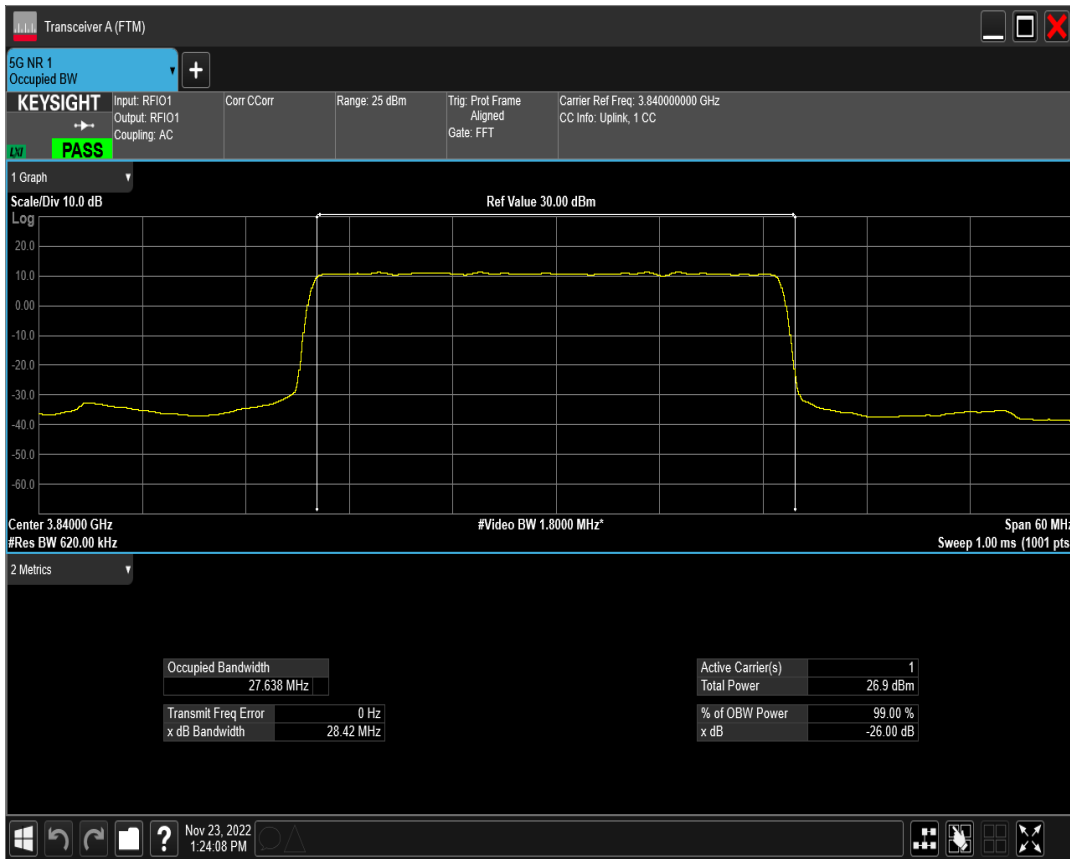 Transceiver A (FTM)
5G NR 1
Occupied BW
+
KEYSIGHT
LXI
PASS
Input: RFIO1
Output: RFIO1
Coupling: AC
Corr CCorr
Range: 25 dBm
Trig: Prot Frame
Aligned
Gate: FFT
Carrier Ref Freq: 3.840000000 GHz
CC Info: Uplink, 1 CC
1 Graph
Scale/Div 10.0 dB
Ref Value 30.00 dBm
Log
20.0
10.0
0.00
-10.0
-20.0
-30.0
-40.0
-50.0
-60.0
Center 3.84000 GHz
#Video BW 1.8000 MHz*
Span 60 MHz
#Res BW 620.00 kHz
Sweep 1.00 ms (1001 pts
2 Metrics
Occupied Bandwidth
27.638 MHz
Transmit Freq Error 0 Hz
x dB Bandwidth 28.42 MHz
Active Carrier(s) 1
Total Power 26.9 dBm
% of OBW Power 99.00 %
x dB -26.00 dB
?
Nov 23, 2022
1:24:08 PM